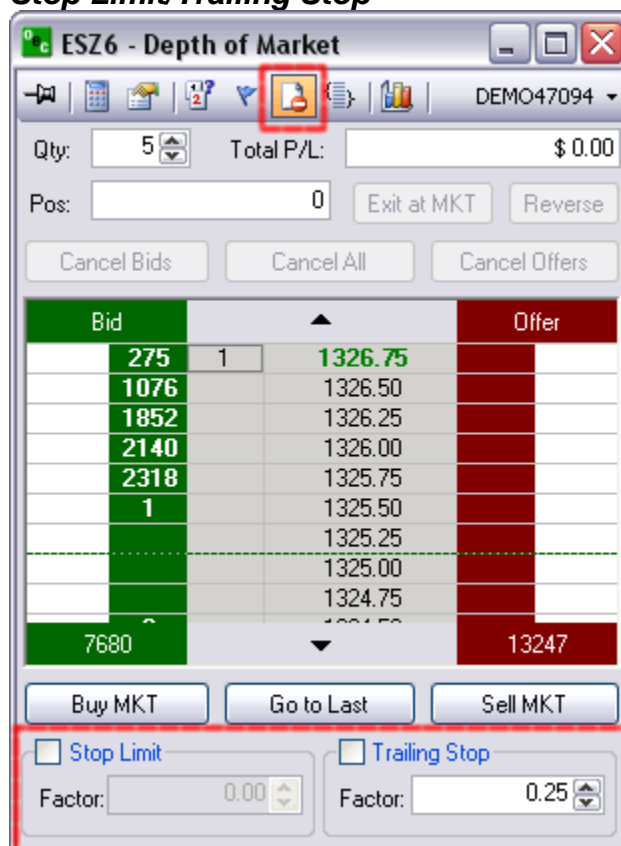 Stop Limit/Trailing Stop
ESZ6 - Depth of Market
DEMO47094
Qty: 5 Total P/L: $ 0.00
Pos: 0 Exit at MKT Reverse
Cancel Bids Cancel All Cancel Offers
Bid Offer
275 1 1326.75
1076 1326.50
1852 1326.25
2140 1326.00
2318 1325.75
1 1325.50
1325.25
1325.00
1324.75
7680 13247
Buy MKT Go to Last Sell MKT
Stop Limit Trailing Stop
Factor: 0.00 Factor: 0.25